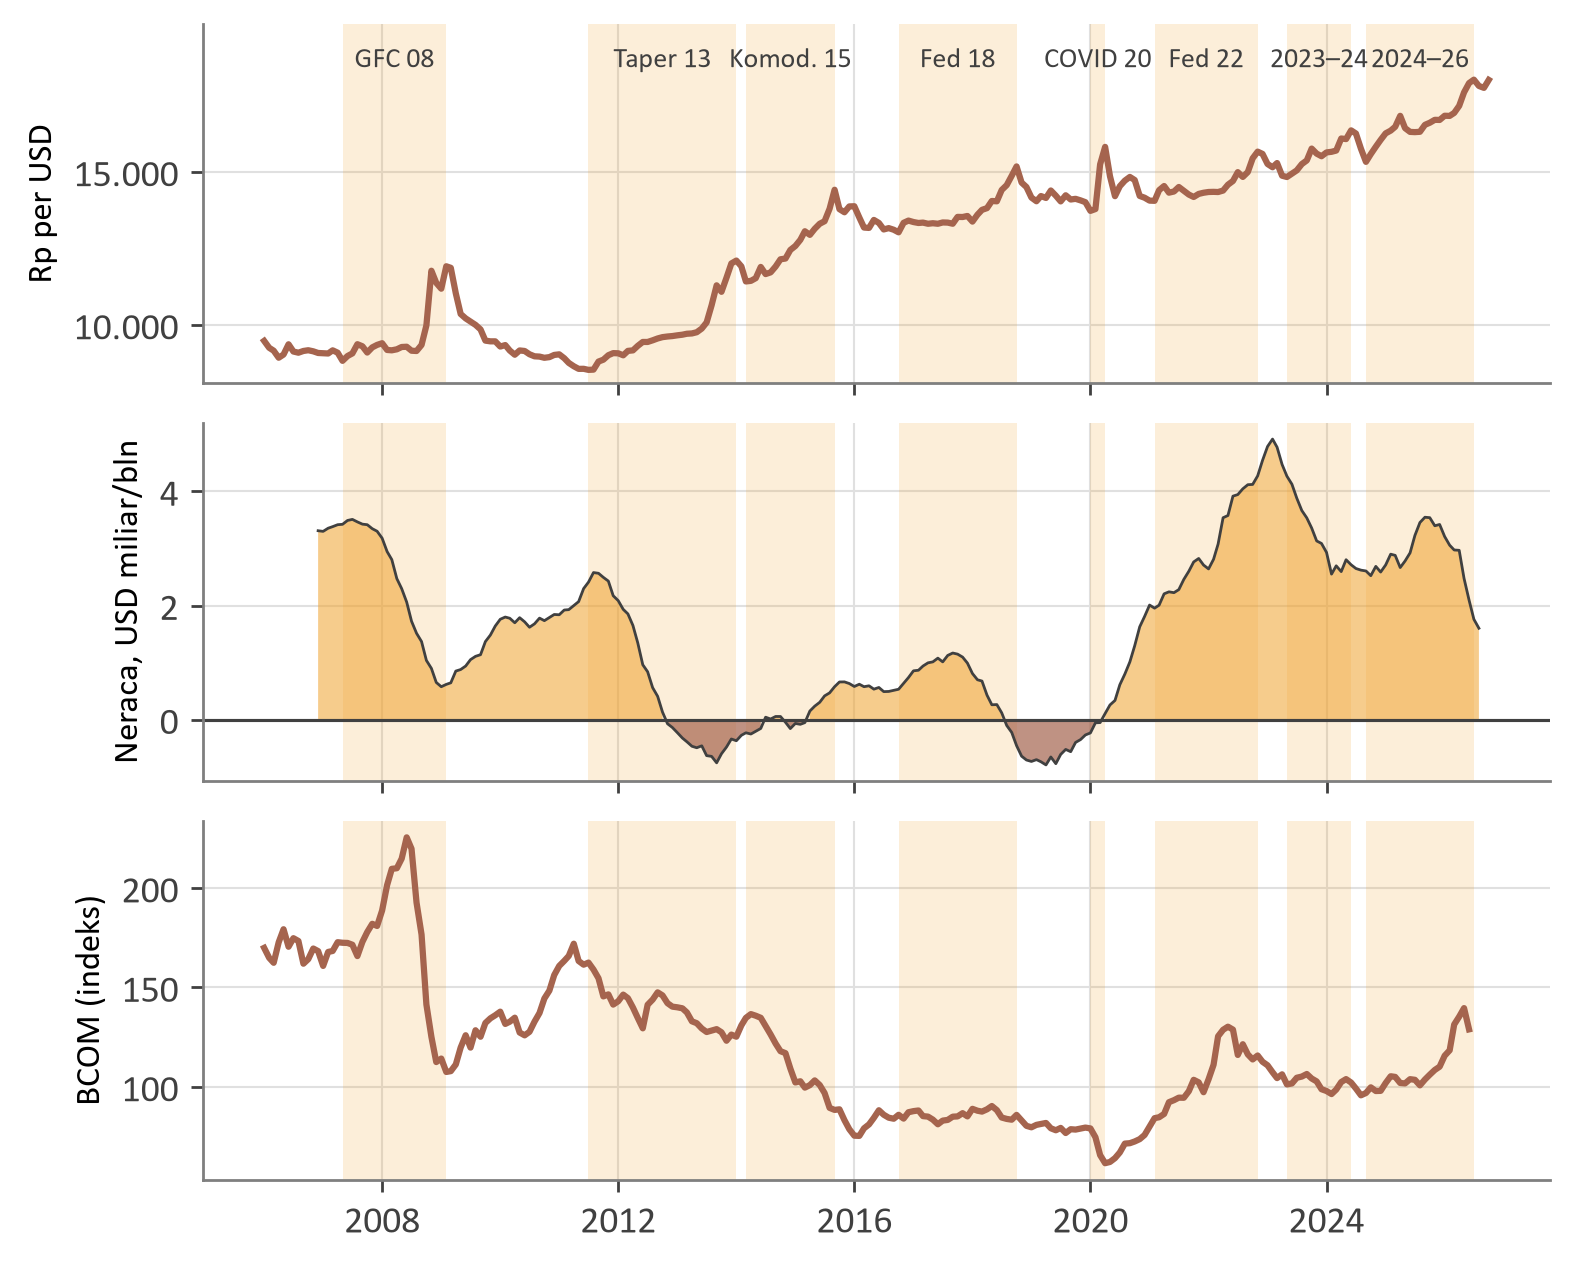 GFC 08
Taper 13
Komod. 15
Fed 18
COVID 20
Fed 22
2023–24
2024–26
Rp per USD
15.000
10.000
Neraca, USD miliar/bln
4
2
0
BCOM (indeks)
200
150
100
2008
2012
2016
2020
2024